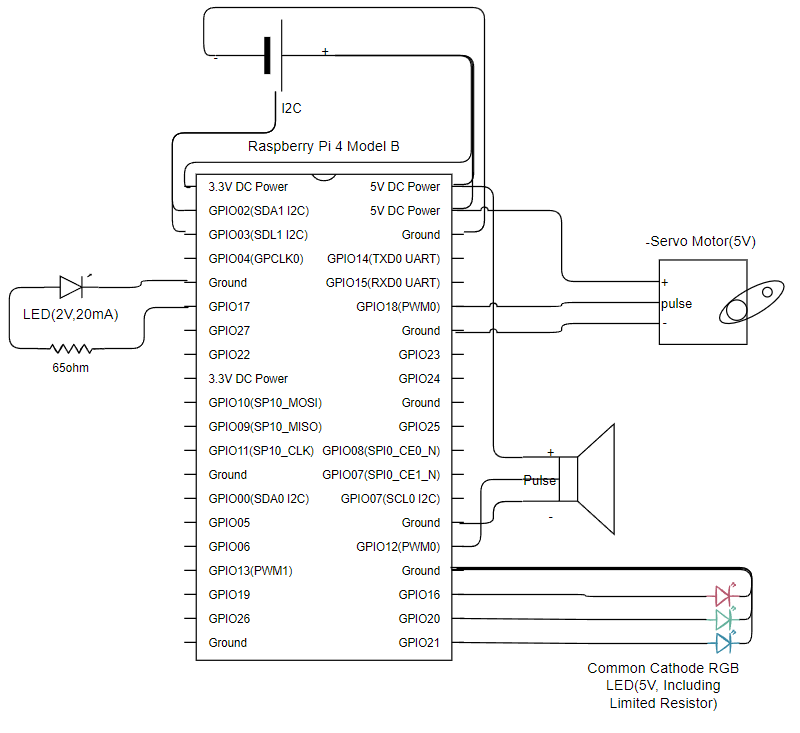 -
+
I2C
Raspberry Pi 4 Model B
3.3V DC Power 5V DC Power
GPIO02(SDA1 I2C) 5V DC Power
GPIO03(SDL1 I2C) Ground
GPIO04(GPCLK0) GPIO14(TXD0 UART)
Ground GPIO15(RXD0 UART)
GPIO17 GPIO18(PWM0)
GPIO27 Ground
GPIO22 GPIO23
3.3V DC Power GPIO24
GPIO10(SP10_MOSI) Ground
GPIO09(SP10_MISO) GPIO25
GPIO11(SP10_CLK) GPIO08(SPI0_CE0_N)
Ground GPIO07(SPI0_CE1_N)
GPIO00(SDA0 I2C) GPIO07(SCL0 I2C)
GPIO05 Ground
GPIO06 GPIO12(PWM0)
GPIO13(PWM1) Ground
GPIO19 GPIO16
GPIO26 GPIO20
Ground GPIO21
LED(2V,20mA)
65ohm
-Servo Motor(5V)
+
pulse
-
+
Pulse
-
Common Cathode RGB
LED(5V, Including
Limited Resistor)